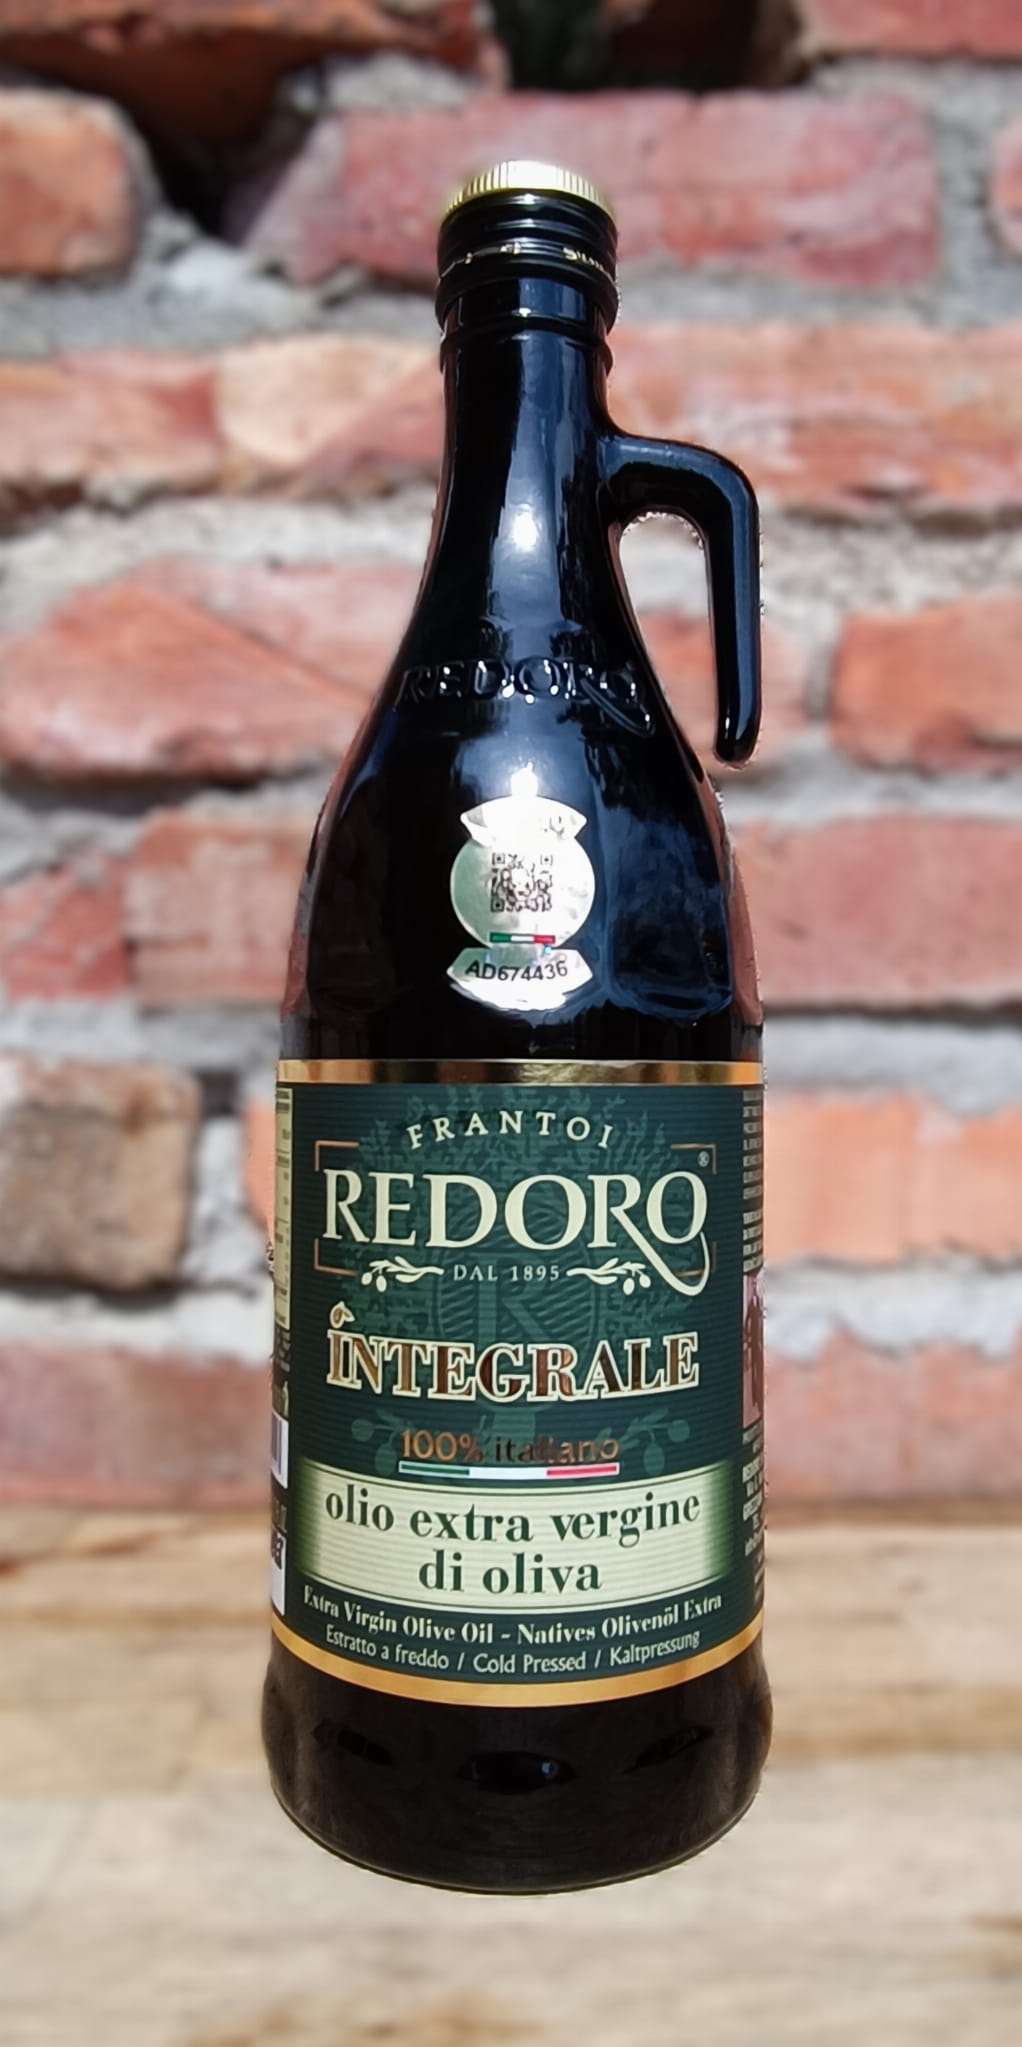 REDORO
AD674436
FRANTOI
REDORO®
DAL 1895
INTEGRALE
100% italiano
olio extra vergine
di oliva
Extra Virgin Olive Oil - Natives Olivenöl Extra
Estratto a freddo / Cold Pressed / Kaltpressung